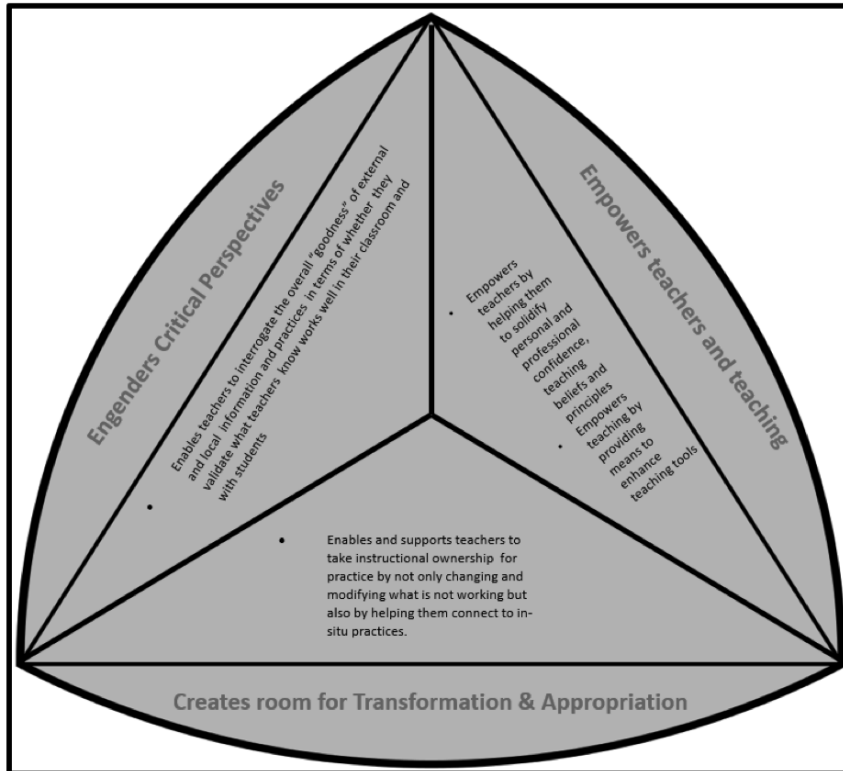 Engenders Critical Perspectives
• Enables teachers to interrogate the overall "goodness" of external
and local information and practices in terms of whether they
validate what teachers know works well in their classroom and
with students
Empowers teachers and teaching
• Empowers
teachers by
helping them
to solidify
personal and
professional
confidence,
teaching
beliefs and
principles
• Empowers
teaching by
providing
means to
enhance
teaching tools
• Enables and supports teachers to
take instructional ownership for
practice by not only changing and
modifying what is not working but
also by helping them connect to in-
situ practices.
Creates room for Transformation & Appropriation